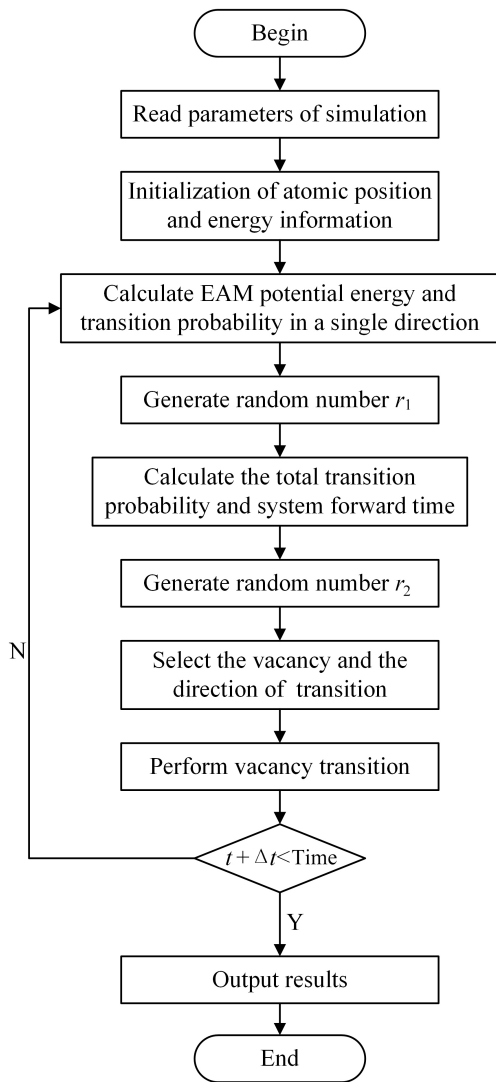 Begin
Read parameters of simulation
Initialization of atomic position
and energy information
Calculate EAM potential energy and
transition probability in a single direction
Generate random number r₁
Calculate the total transition
probability and system forward time
Generate random number r₂
Select the vacancy and the
direction of transition
Perform vacancy transition
t + Δt<Time
N
Y
Output results
End